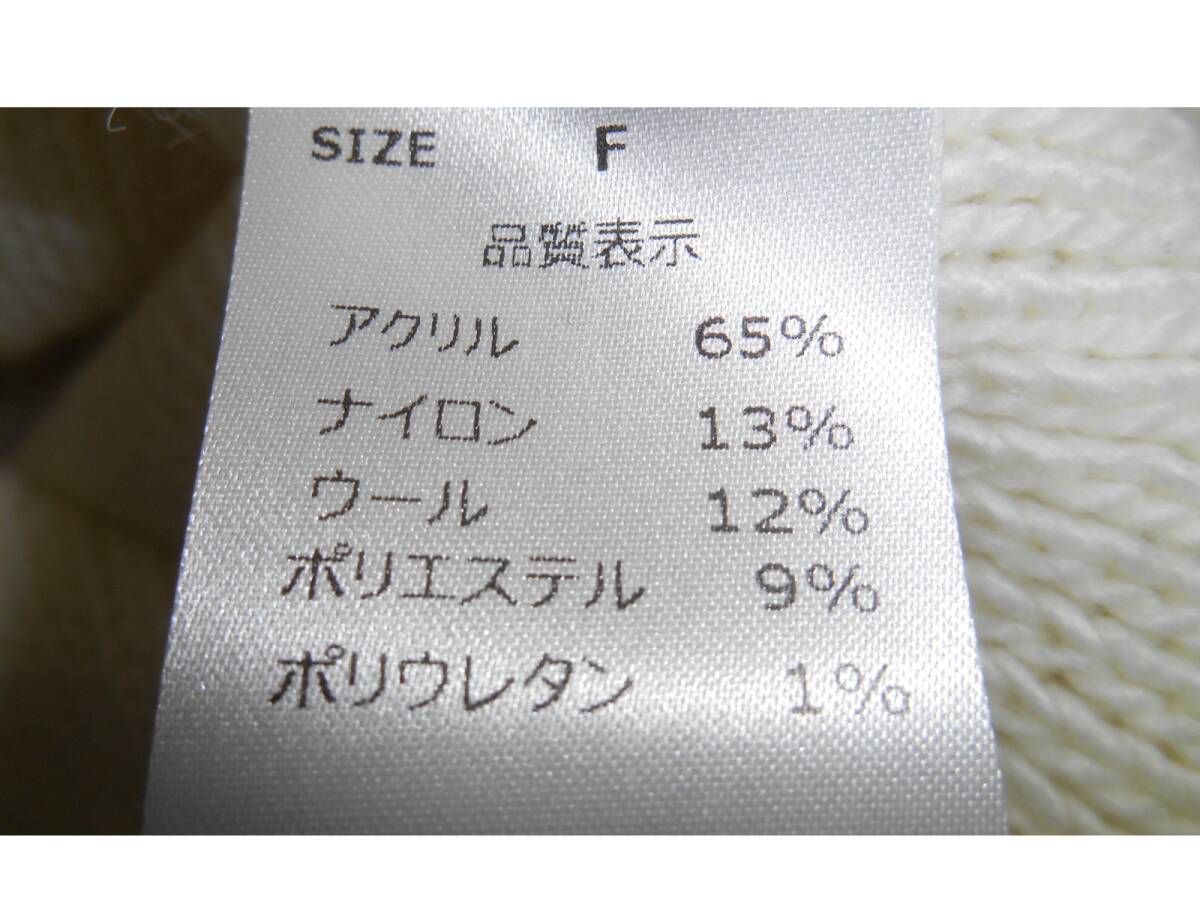 SIZE F
品質表示
アクリル 65%
ナイロン 13%
ウール 12%
ポリエステル 9%
ポリウレタン 1%